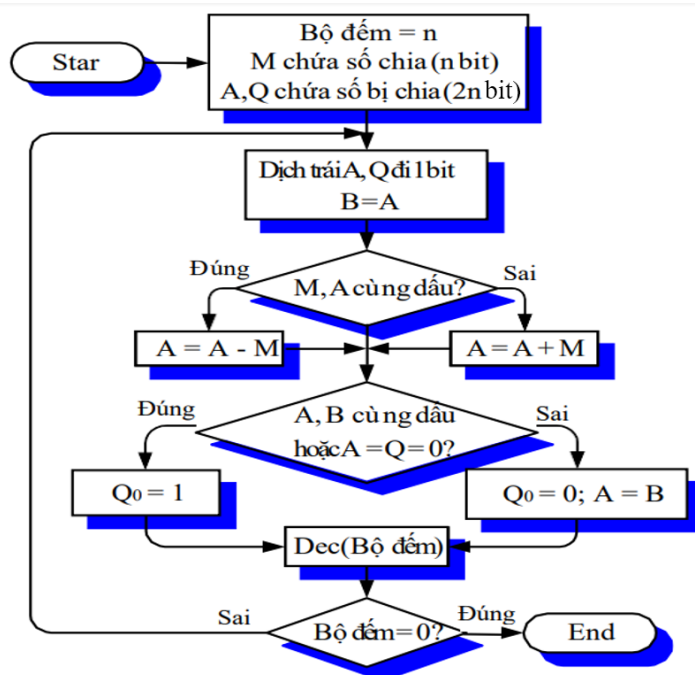 Star
Bộ đếm = n
M chứa số chia (n bit)
A,Q chứa số bị chia (2n bit)
Dịch trái A, Q đi 1 bit
B=A
Đúng
M, A cùng dấu?
Sai
A = A - M
A = A + M
Đúng
A, B cùng dấu
hoặc A = Q = 0?
Sai
Q0 = 1
Q0 = 0; A = B
Dec(Bộ đếm)
Sai
Bộ đếm=0?
Đúng
End